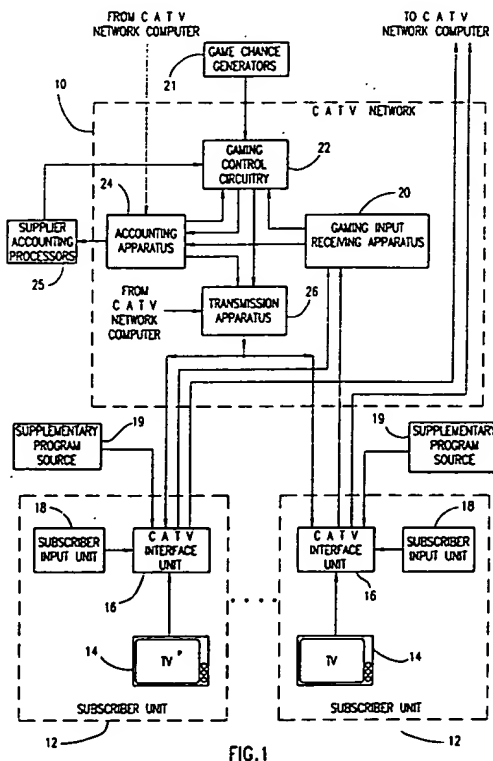 FROM C A T V
NETWORK COMPUTER
TO C A T V
NETWORK COMPUTER
GAME CHANCE
GENERATORS
21
10
C A T V NETWORK
GAMING
CONTROL
CIRCUITRY
22
24
20
SUPPLIER
ACCOUNTING
PROCESSORS
25
ACCOUNTING
APPARATUS
GAMING INPUT
RECEIVING APPARATUS
FROM
C A T V
NETWORK
COMPUTER
TRANSMISSION
APPARATUS
26
SUPPLEMENTARY
PROGRAM
SOURCE
19
19
SUPPLEMENTARY
PROGRAM
SOURCE
18
SUBSCRIBER
INPUT UNIT
C A T V
INTERFACE
UNIT
16
C A T V
INTERFACE
UNIT
16
18
SUBSCRIBER
INPUT UNIT
14
TV
TV
14
SUBSCRIBER UNIT
12
SUBSCRIBER UNIT
12
FIG.1